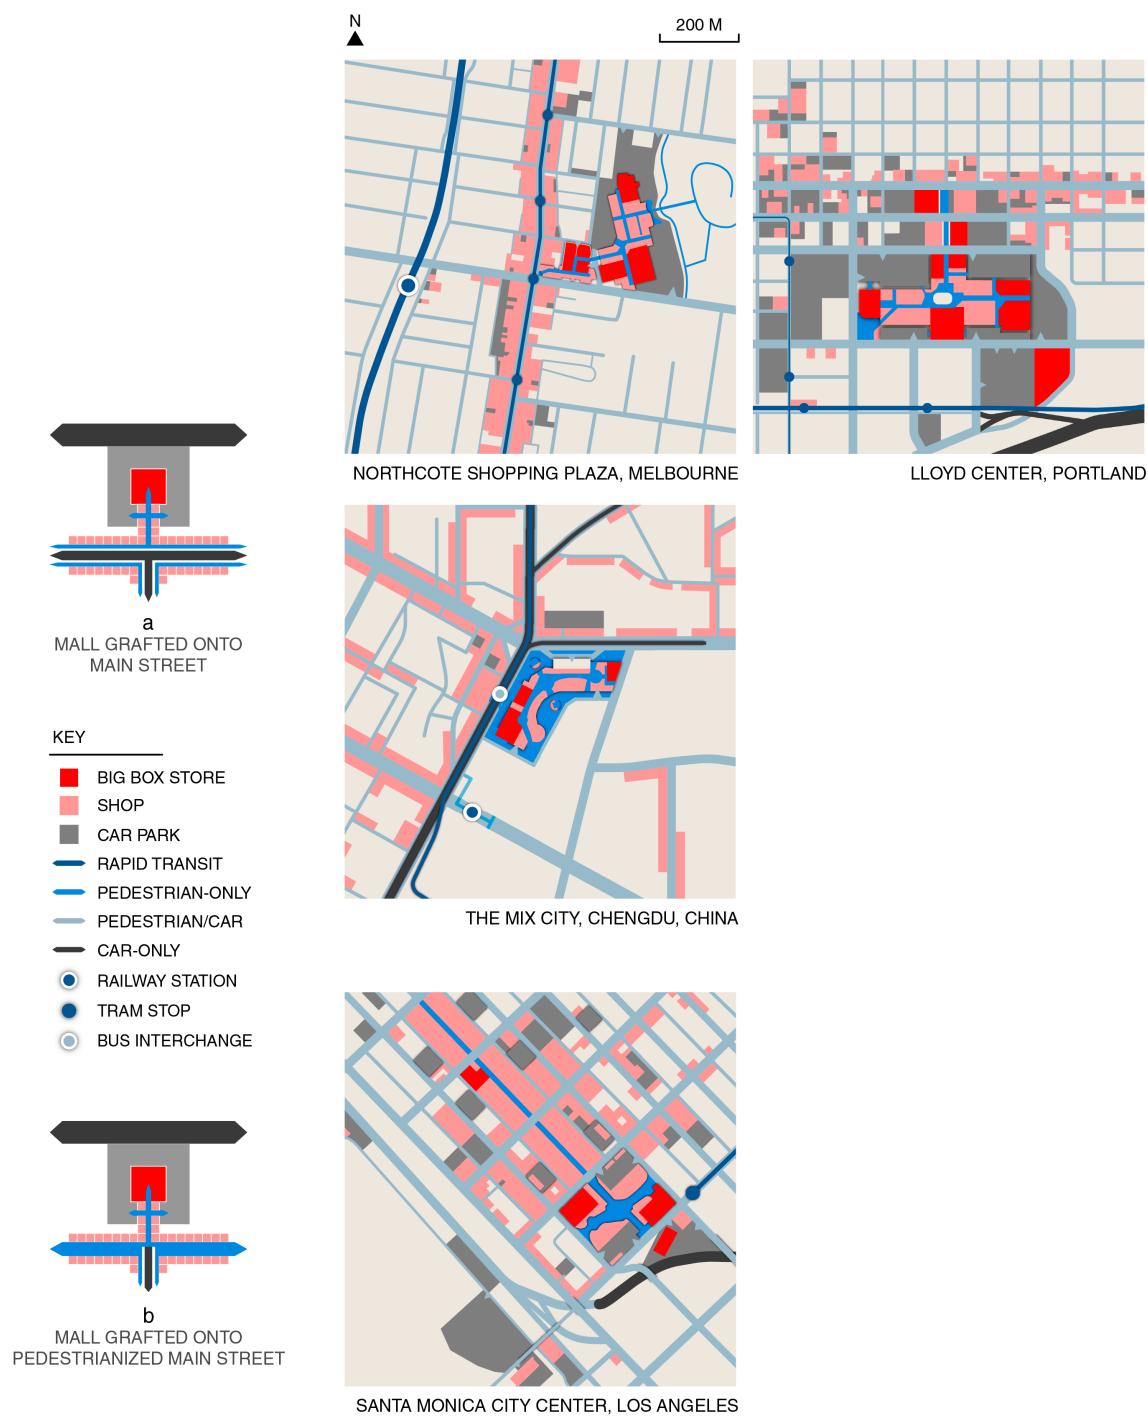 N
200 M
NORTHCOTE SHOPPING PLAZA, MELBOURNE
LLOYD CENTER, PORTLAND
a
MALL GRAFTED ONTO
MAIN STREET
KEY
BIG BOX STORE
SHOP
CAR PARK
RAPID TRANSIT
PEDESTRIAN-ONLY
PEDESTRIAN/CAR
CAR-ONLY
RAILWAY STATION
TRAM STOP
BUS INTERCHANGE
THE MIX CITY, CHENGDU, CHINA
b
MALL GRAFTED ONTO
PEDESTRIANIZED MAIN STREET
SANTA MONICA CITY CENTER, LOS ANGELES